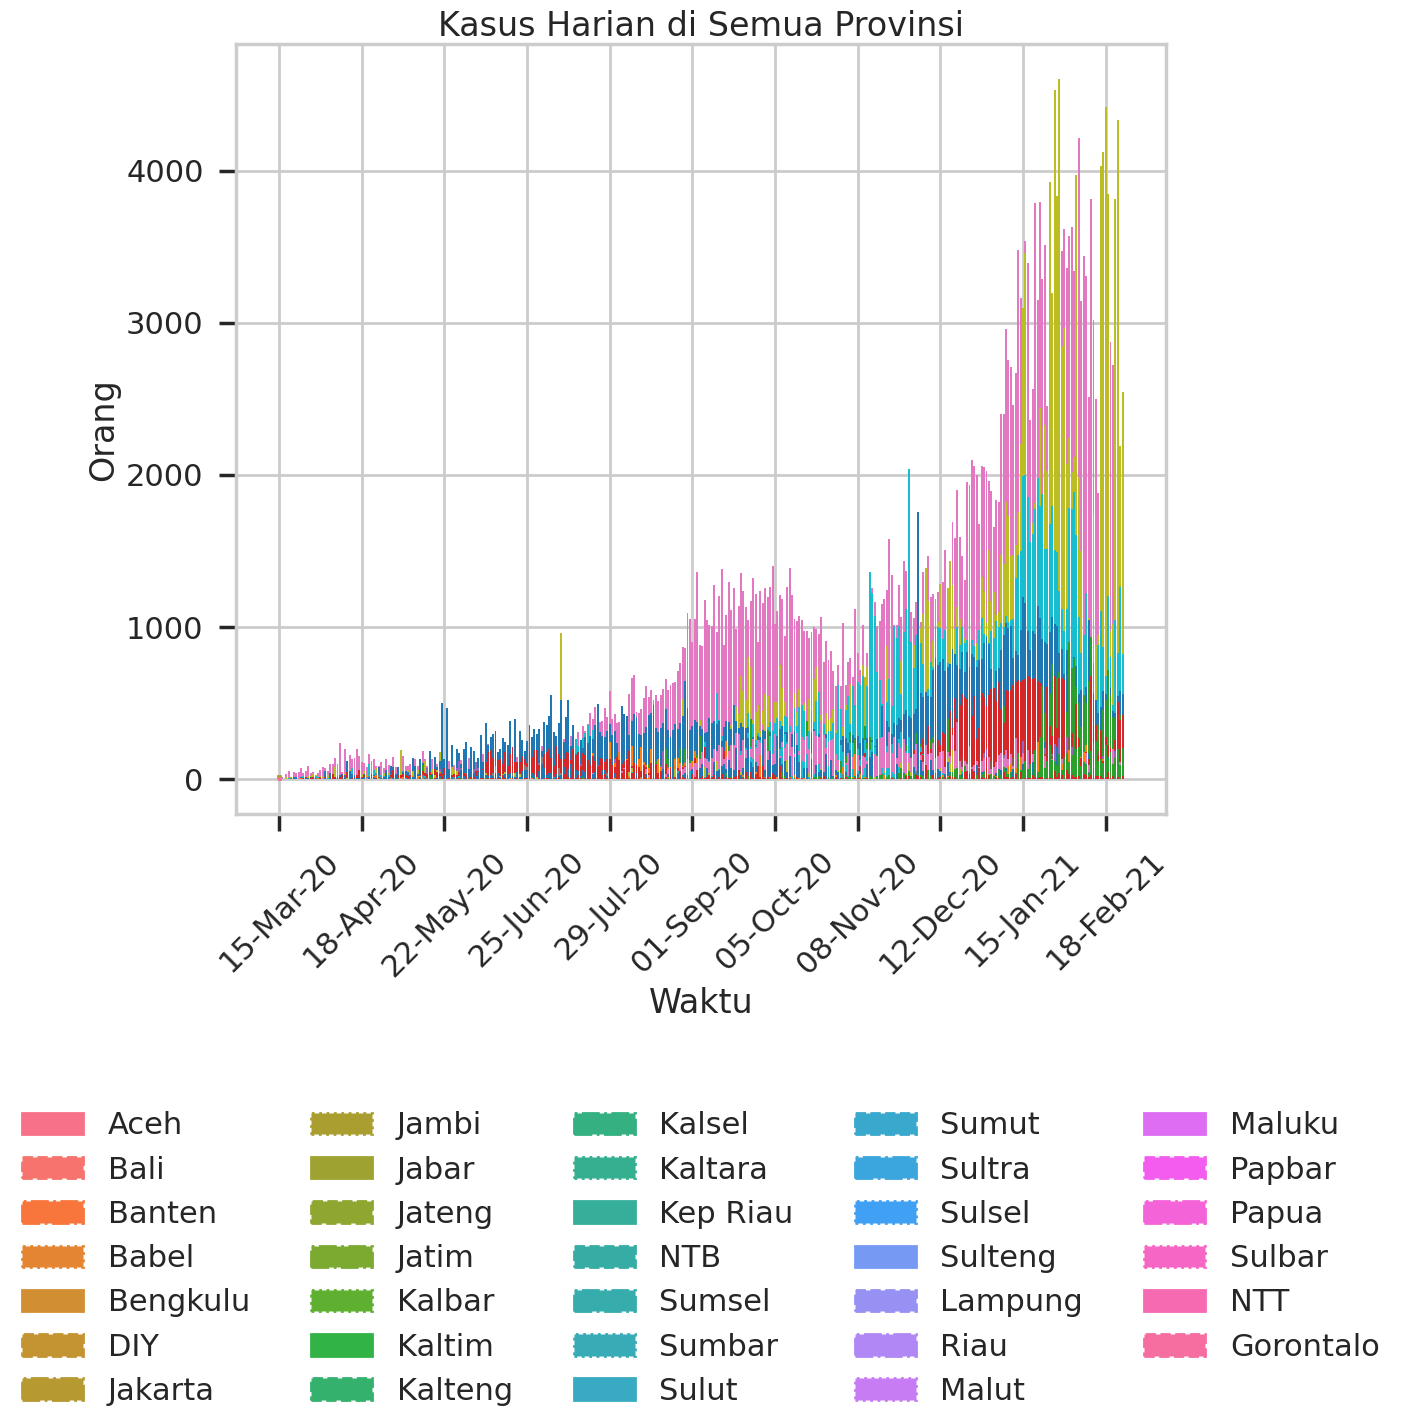 Kasus Harian di Semua Provinsi
4000
3000
2000
1000
0
Orang
15-Mar-20
18-Apr-20
22-May-20
25-Jun-20
29-Jul-20
01-Sep-20
05-Oct-20
08-Nov-20
12-Dec-20
15-Jan-21
18-Feb-21
Waktu
Aceh
Bali
Banten
Babel
Bengkulu
DIY
Jakarta
Jambi
Jabar
Jateng
Jatim
Kalbar
Kaltim
Kalteng
Kalsel
Kaltara
Kep Riau
NTB
Sumsel
Sumbar
Sulut
Sumut
Sultra
Sulsel
Sulteng
Lampung
Riau
Malut
Maluku
Papbar
Papua
Sulbar
NTT
Gorontalo